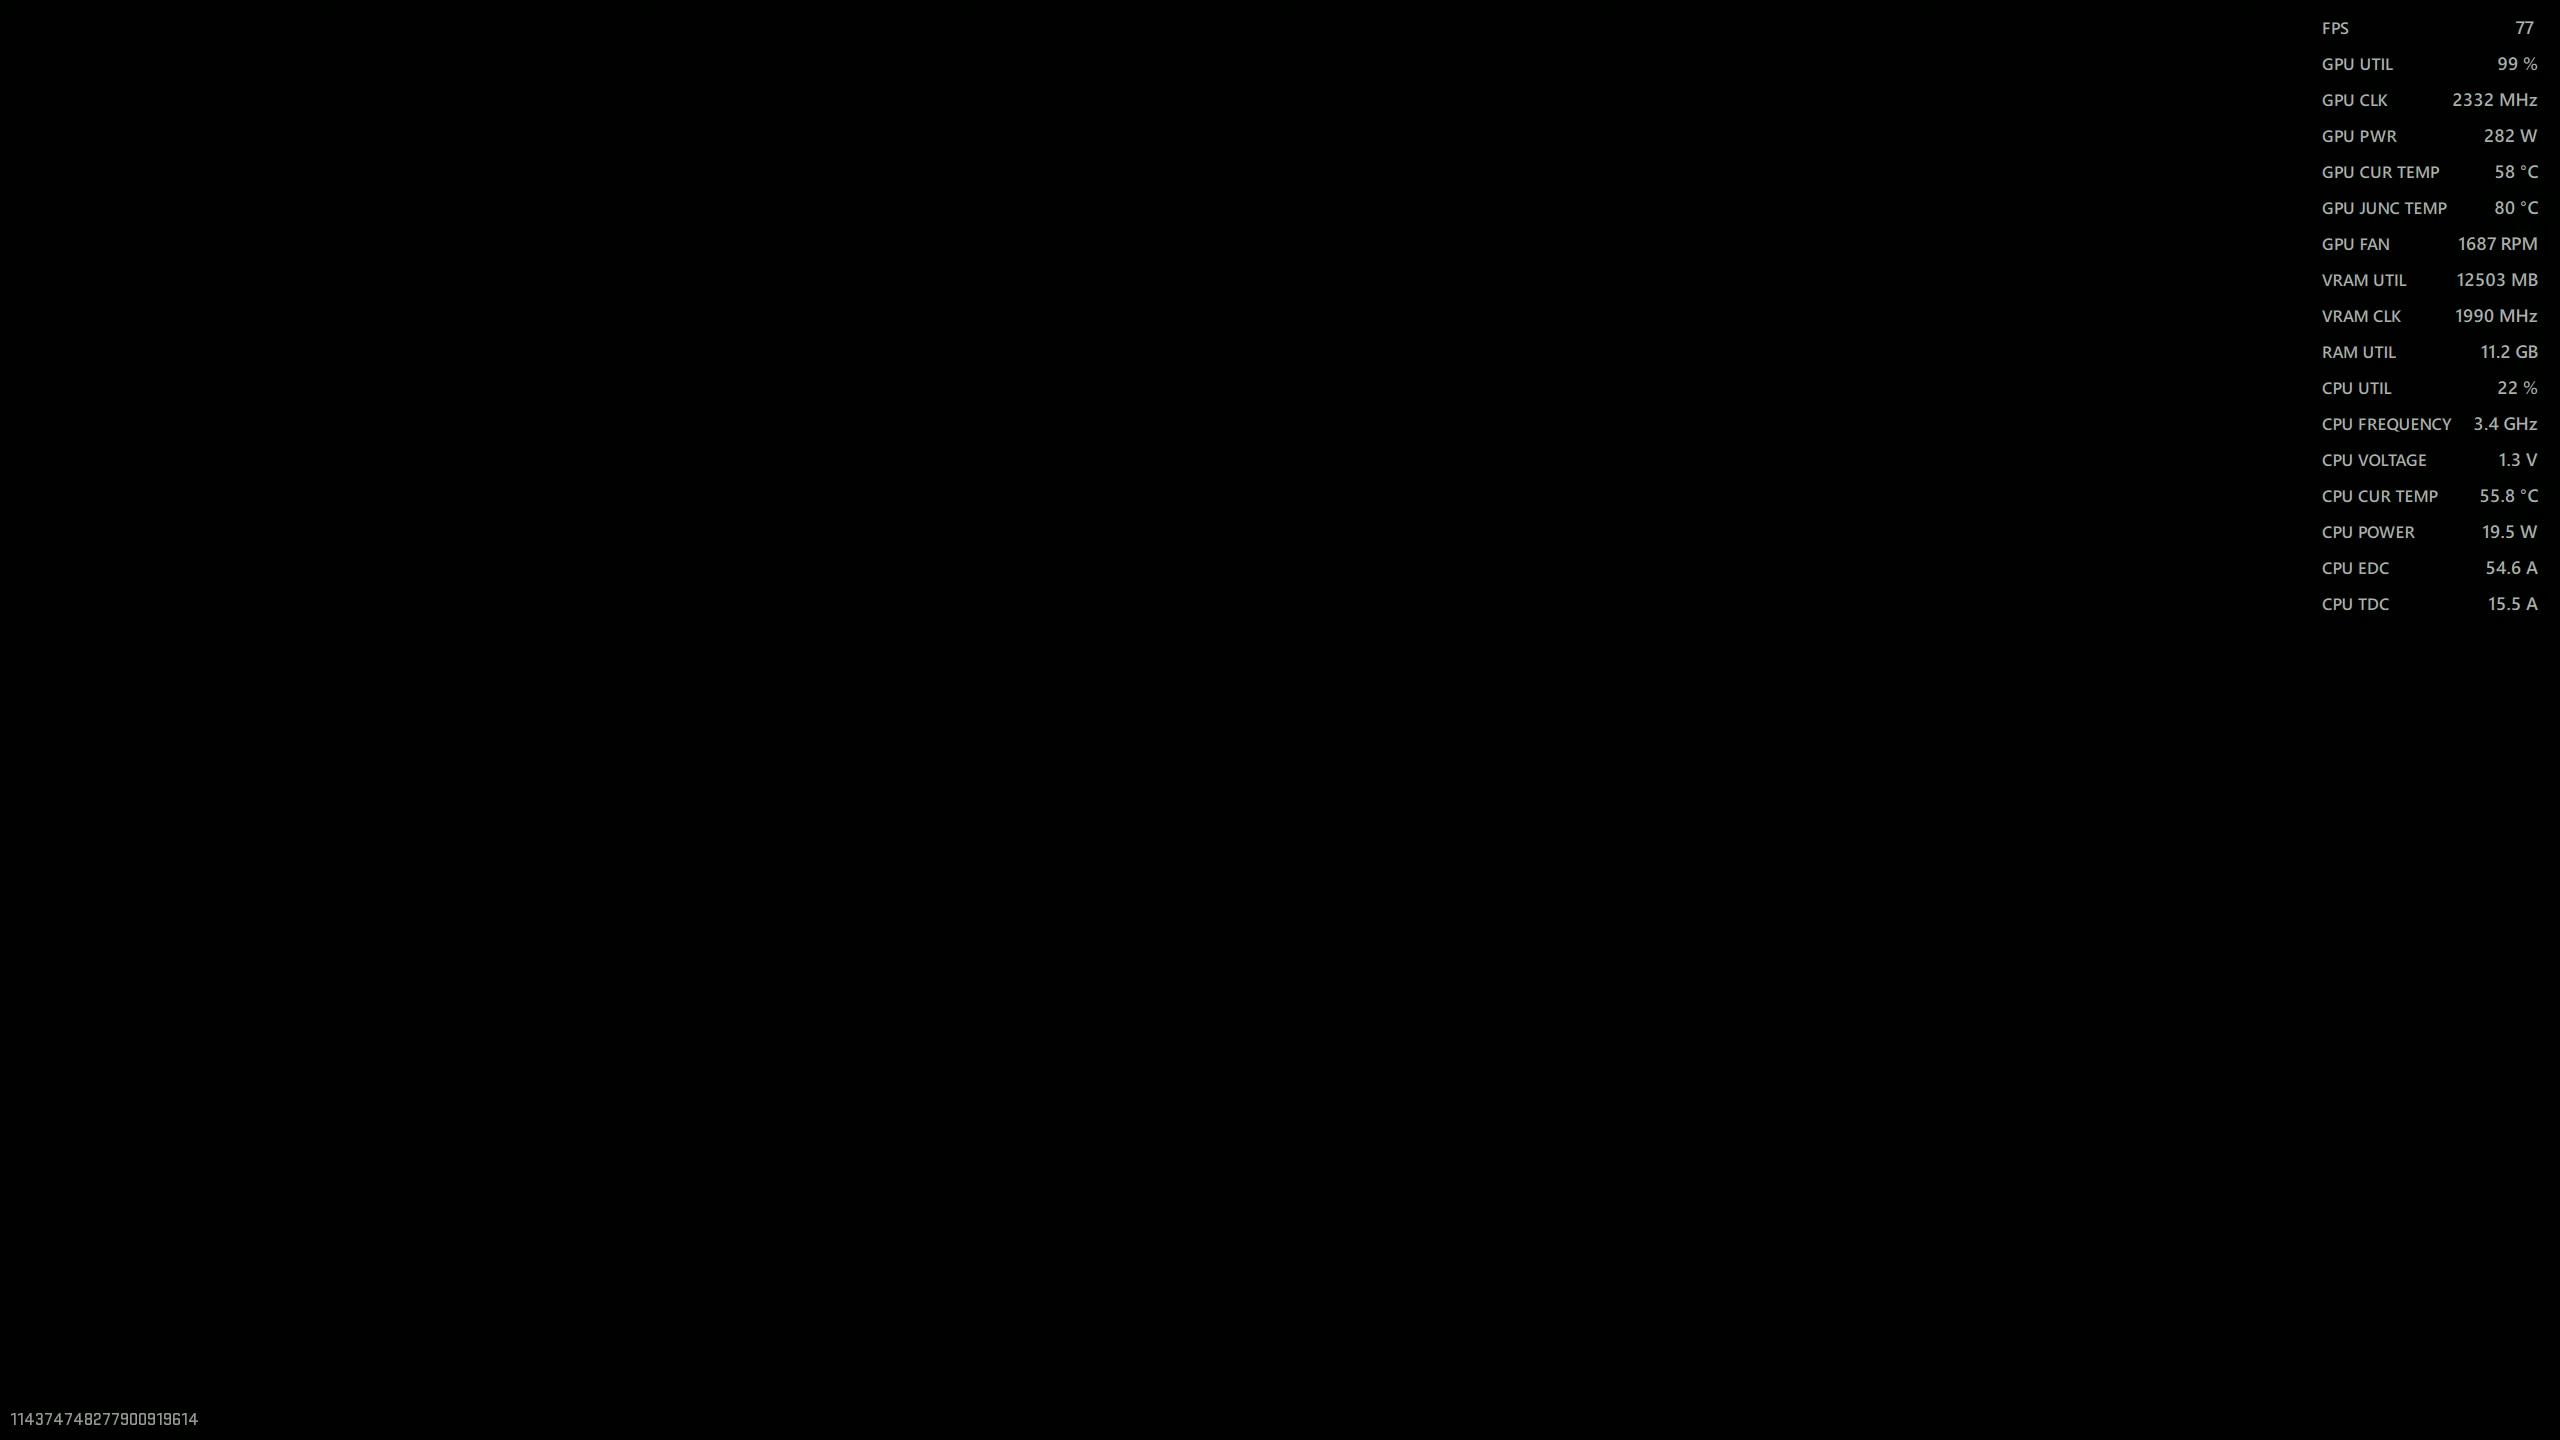 FPS 77
GPU UTIL 99 %
GPU CLK 2332 MHz
GPU PWR 282 W
GPU CUR TEMP 58 °C
GPU JUNC TEMP 80 °C
GPU FAN 1687 RPM
VRAM UTIL 12503 MB
VRAM CLK 1990 MHz
RAM UTIL 11.2 GB
CPU UTIL 22 %
CPU FREQUENCY 3.4 GHz
CPU VOLTAGE 1.3 V
CPU CUR TEMP 55.8 °C
CPU POWER 19.5 W
CPU EDC 54.6 A
CPU TDC 15.5 A
114374748277900919614